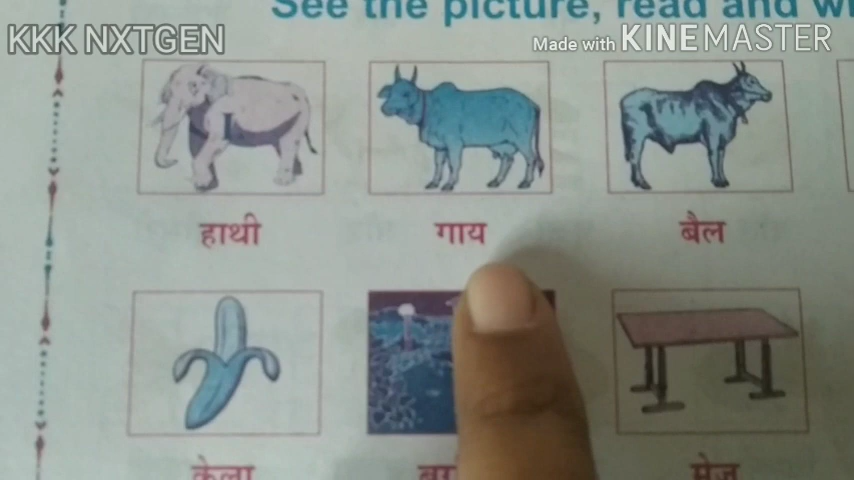 See the picture, read and
KKK NXTGEN
Made with KINEMASTER
हाथी गाय बैल
केला मेज